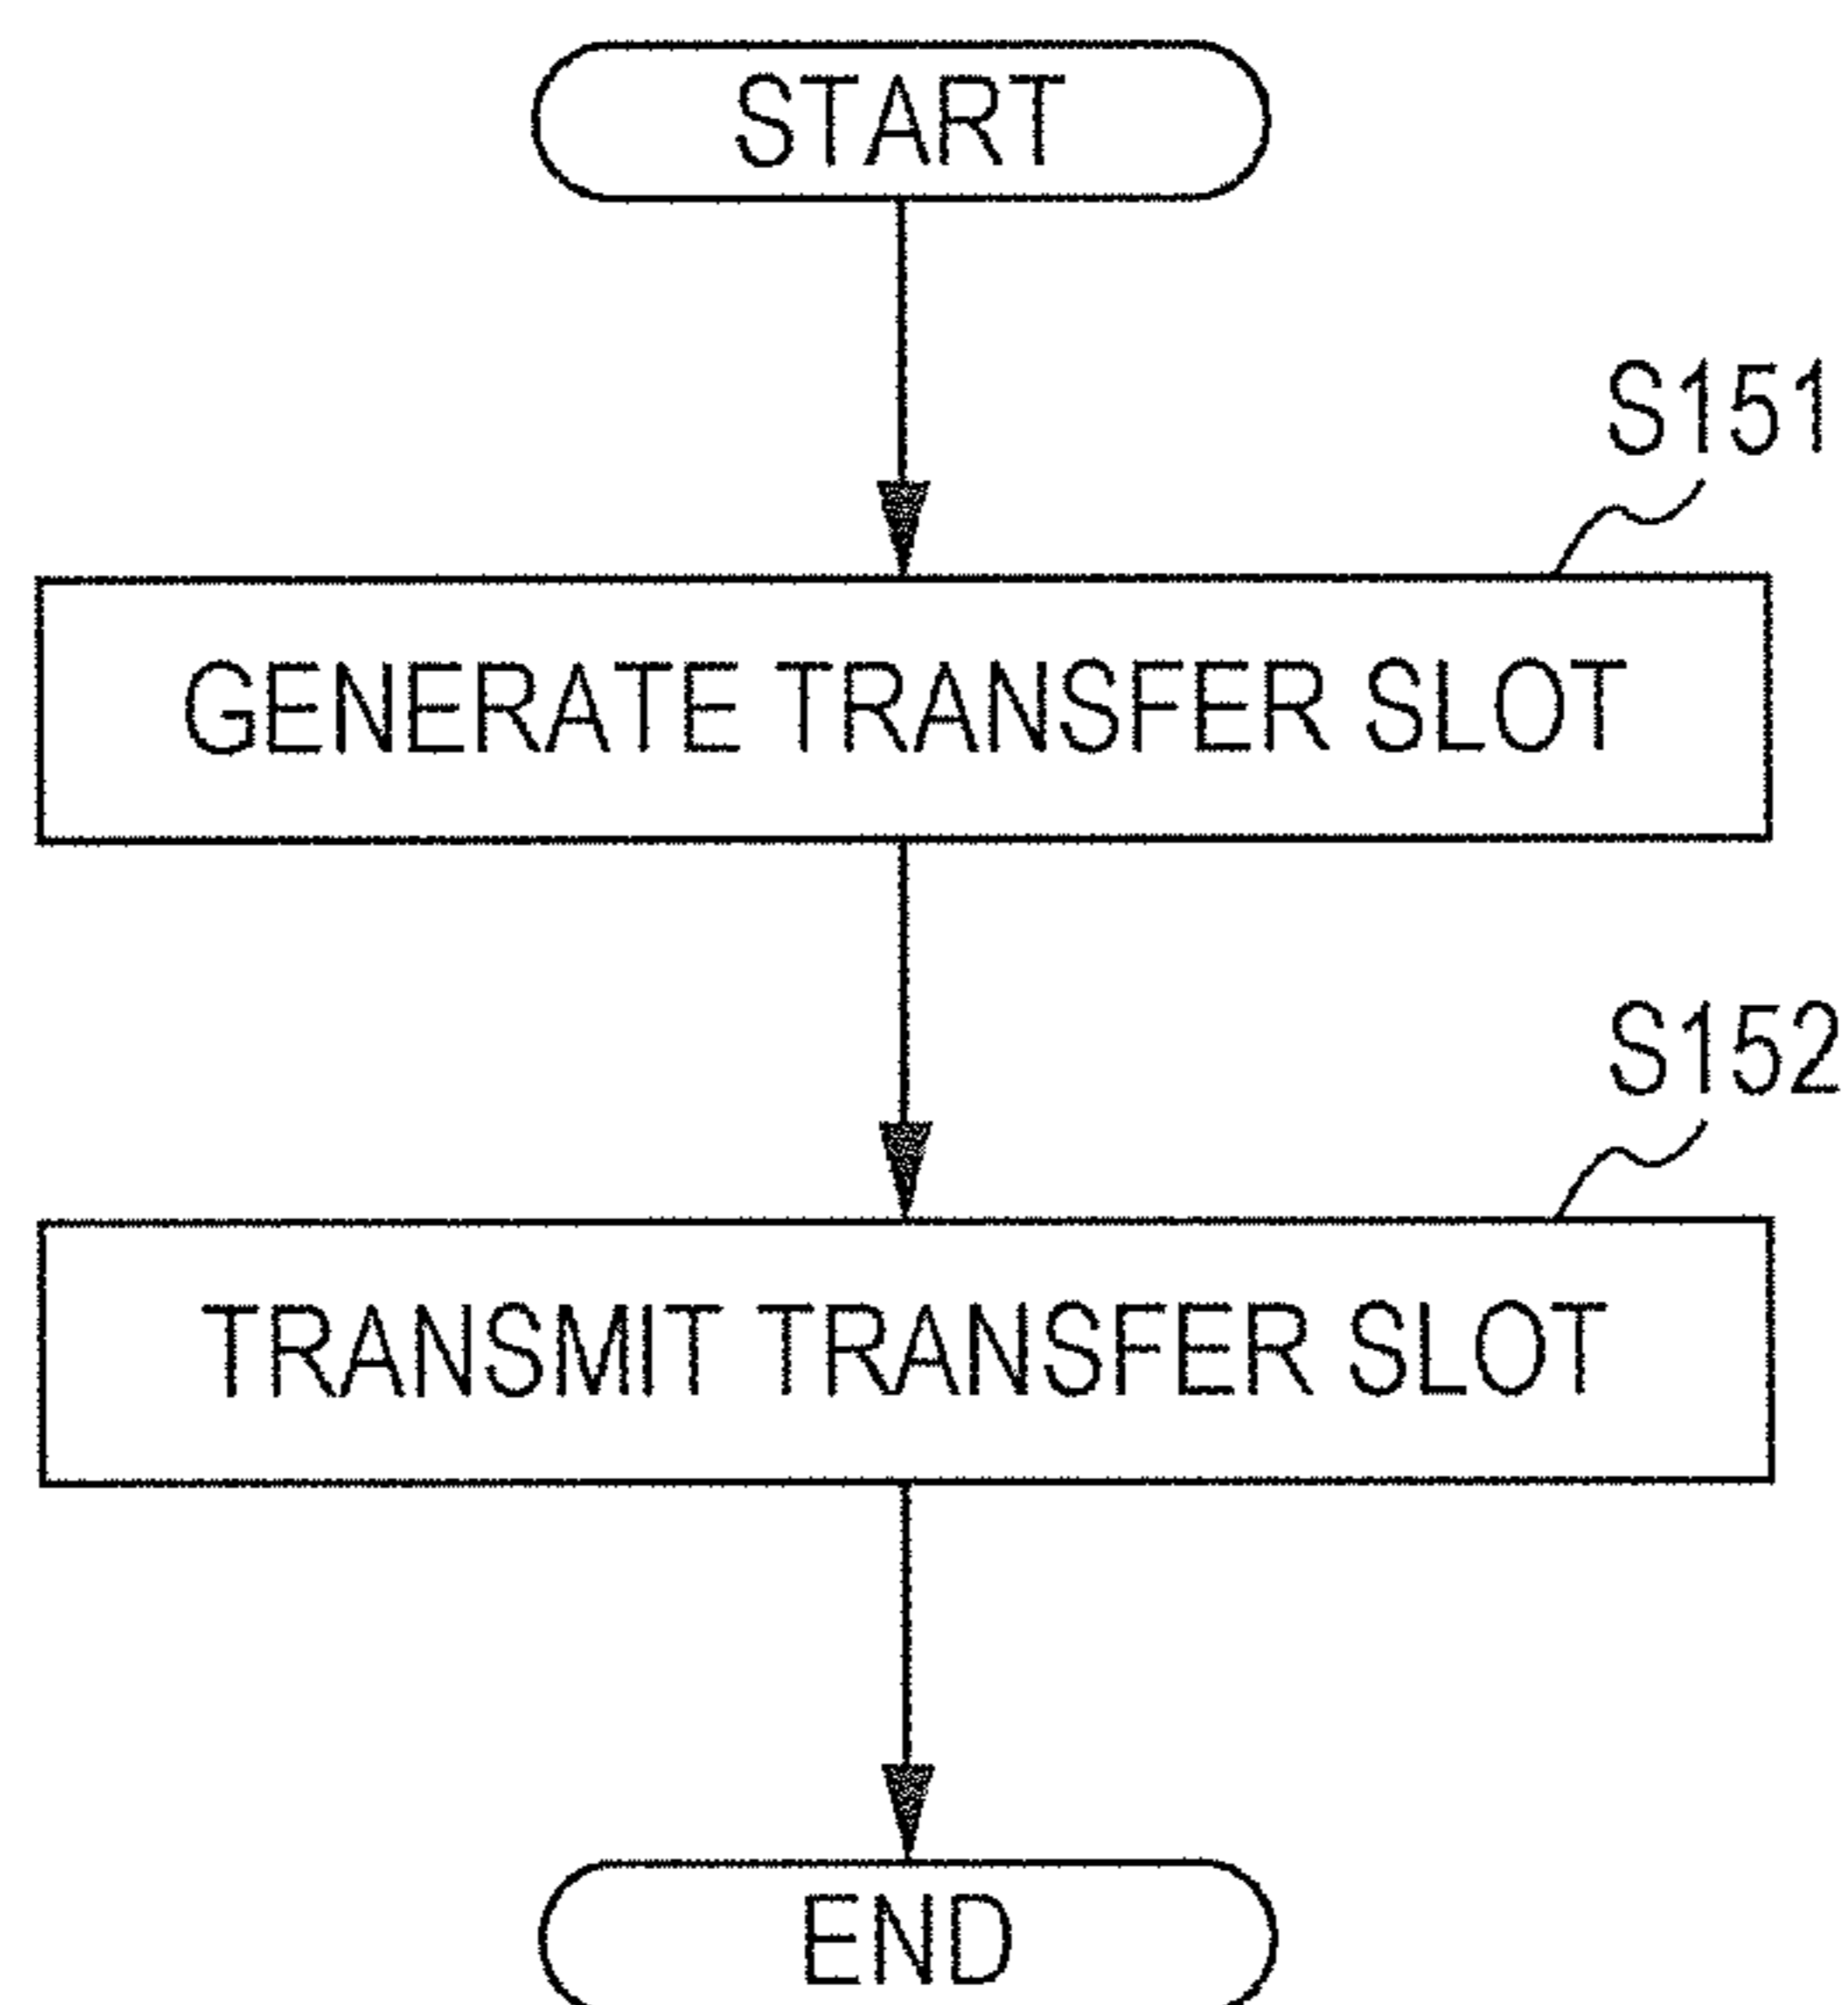 START
S151
GENERATE TRANSFER SLOT
S152
TRANSMIT TRANSFER SLOT
END